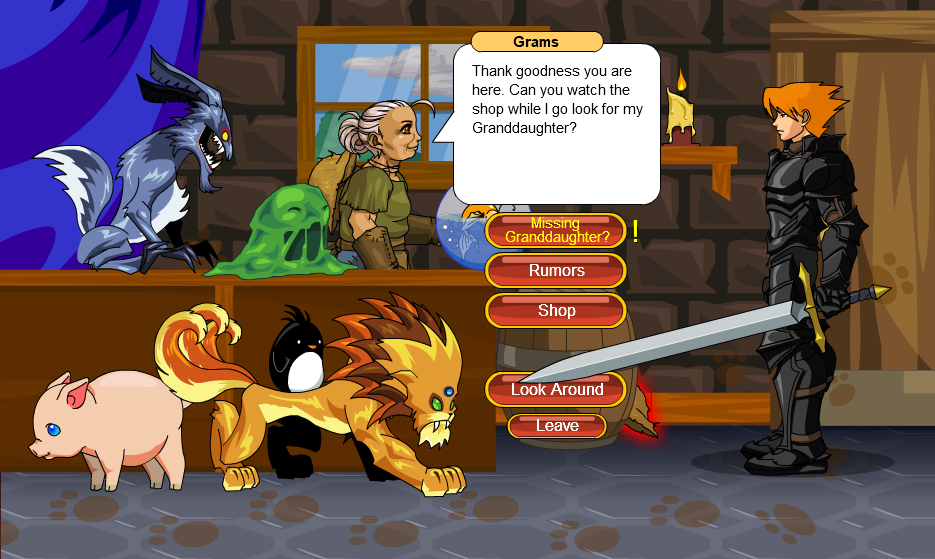 Grams
Thank goodness you are
here. Can you watch the
shop while I go look for my
Granddaughter?
Missing
Granddaughter? !
Rumors
Shop
Look Around
Leave